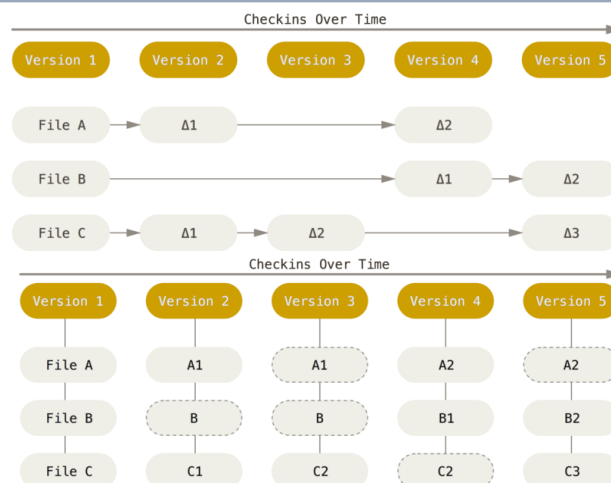 Checkins Over Time
Version 1 Version 2 Version 3 Version 4 Version 5
File A Δ1 Δ2
File B Δ1 Δ2
File C Δ1 Δ2 Δ3
Checkins Over Time
Version 1 Version 2 Version 3 Version 4 Version 5
File A A1 A1 A2 A2
File B B B B1 B2
File C C1 C2 C2 C3